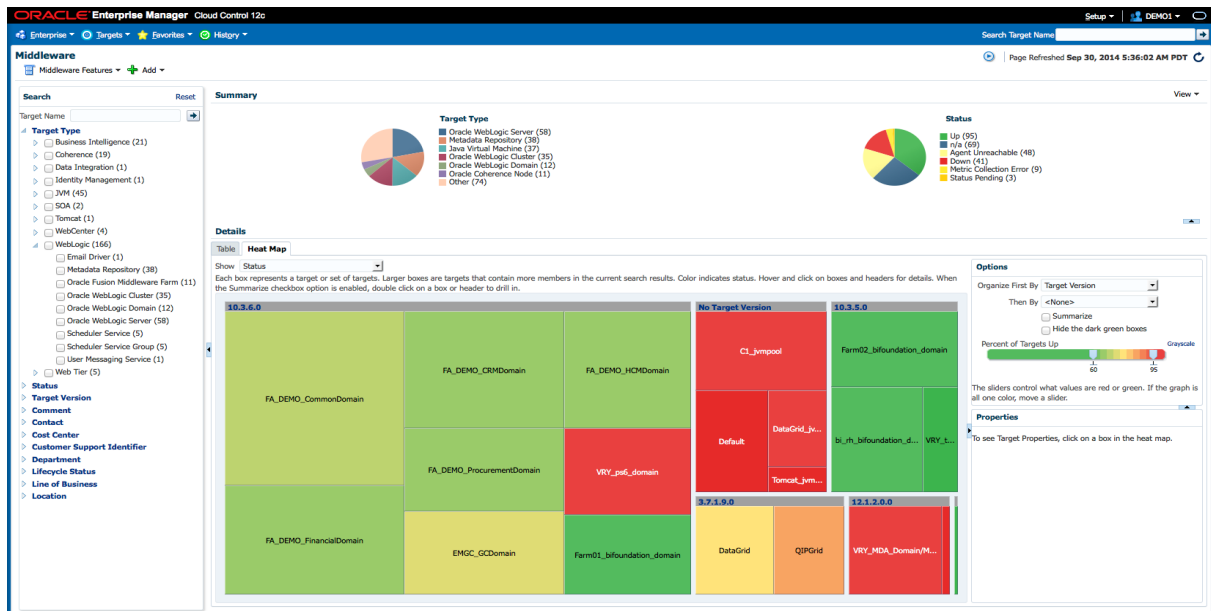 ORACLE Enterprise Manager Cloud Control 12c
Setup DEMO1
Enterprise Targets Favorites History
Search Target Name
Middleware
Middleware Features Add
Page Refreshed Sep 30, 2014 5:36:02 AM PDT
Search Reset
Target Name
Target Type
Business Intelligence (21)
Coherence (19)
Data Integration (1)
Identity Management (1)
JVM (45)
SOA (2)
Tomcat (1)
WebCenter (4)
WebLogic (166)
Email Driver (1)
Metadata Repository (38)
Oracle Fusion Middleware Farm (11)
Oracle WebLogic Cluster (35)
Oracle WebLogic Domain (12)
Oracle WebLogic Server (58)
Scheduler Service (5)
Scheduler Service Group (5)
User Messaging Service (1)
Web Tier (5)
Status
Target Version
Comment
Contact
Cost Center
Customer Support Identifier
Department
Lifecycle Status
Line of Business
Location
Summary
View
Target Type
Oracle WebLogic Server (58)
Metadata Repository (38)
Java Virtual Machine (37)
Oracle WebLogic Cluster (35)
Oracle WebLogic Domain (12)
Oracle Coherence Node (11)
Other (74)
Status
Up (95)
n/a (69)
Agent Unreachable (48)
Down (41)
Metric Collection Error (9)
Status Pending (3)
Details
Table Heat Map
Show Status
Each box represents a target or set of targets. Larger boxes are targets that contain more members in the current search results. Color indicates status. Hover and click on boxes and headers for details. When
the Summarize checkbox option is enabled, double click on a box or header to drill in.
10.3.6.0
FA_DEMO_CommonDomain
FA_DEMO_FinancialDomain
FA_DEMO_CRMDomain
FA_DEMO_HCMDomain
FA_DEMO_ProcurementDomain
VRY_ps6_domain
EMGC_GCDomain
Farm01_bifoundation_domain
No Target Version
C1_jvmpool
Default
DataGrid_jv...
Tomcat_jvm...
10.3.5.0
Farm02_bifoundation_domain
bi_rh_bifoundation_d...
VRY_t...
3.7.1.9.0
DataGrid
QIPGrid
12.1.2.0.0
VRY_MDA_Domain/M...
Options
Organize First By Target Version
Then By <None>
Summarize
Hide the dark green boxes
Percent of Targets Up Grayscale
60 95
The sliders control what values are red or green. If the graph is
all one color, move a slider.
Properties
To see Target Properties, click on a box in the heat map.